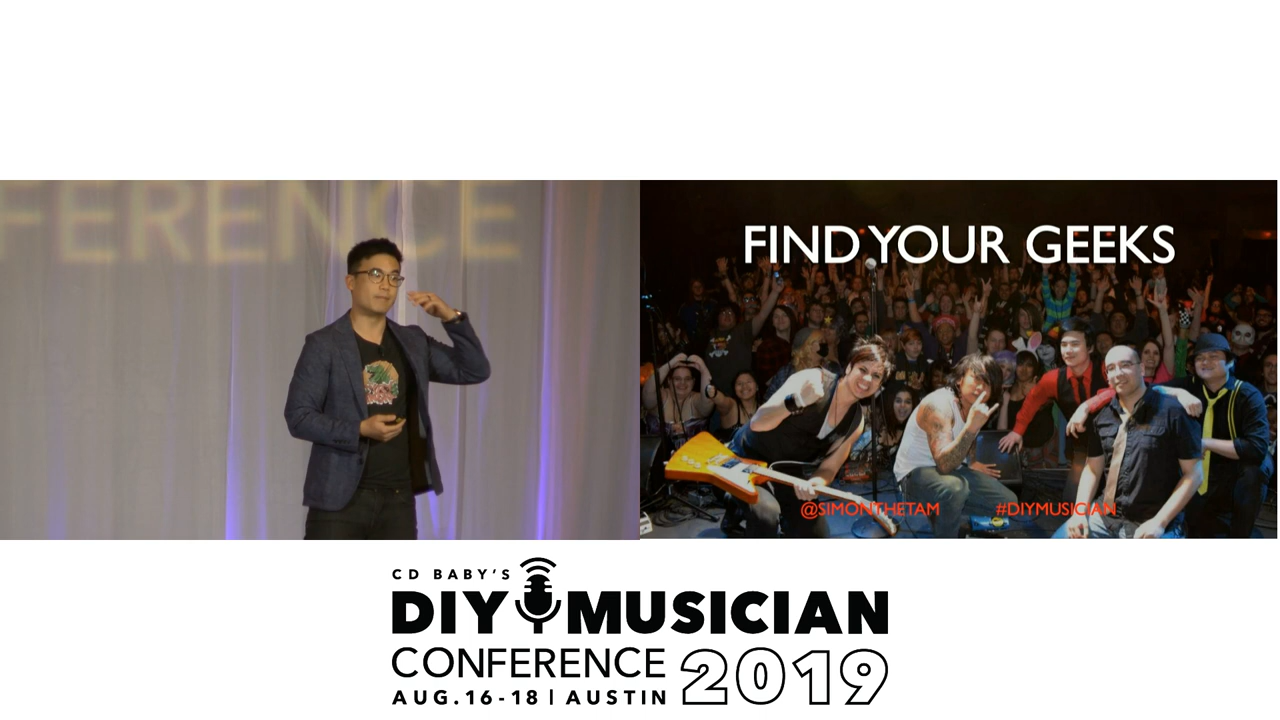 FERENCE
FIND YOUR GEEKS
@SIMONTHETAM #DIYMUSICIAN
CD BABY'S
DIY MUSICIAN
CONFERENCE 2019
AUG.16-18 | AUSTIN